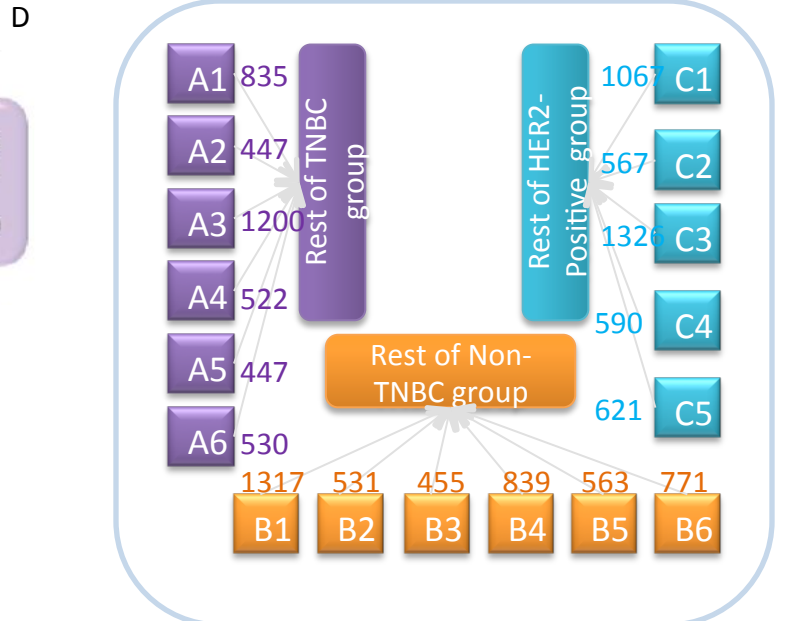 D
A1 835
A2 447
A3 1200
A4 522
A5 447
A6 530
Rest of TNBC
group
Rest of HER2-
Positive group
1067 C1
567 C2
1326 C3
590 C4
621 C5
Rest of Non-
TNBC group
1317 531 455 839 563 771
B1 B2 B3 B4 B5 B6